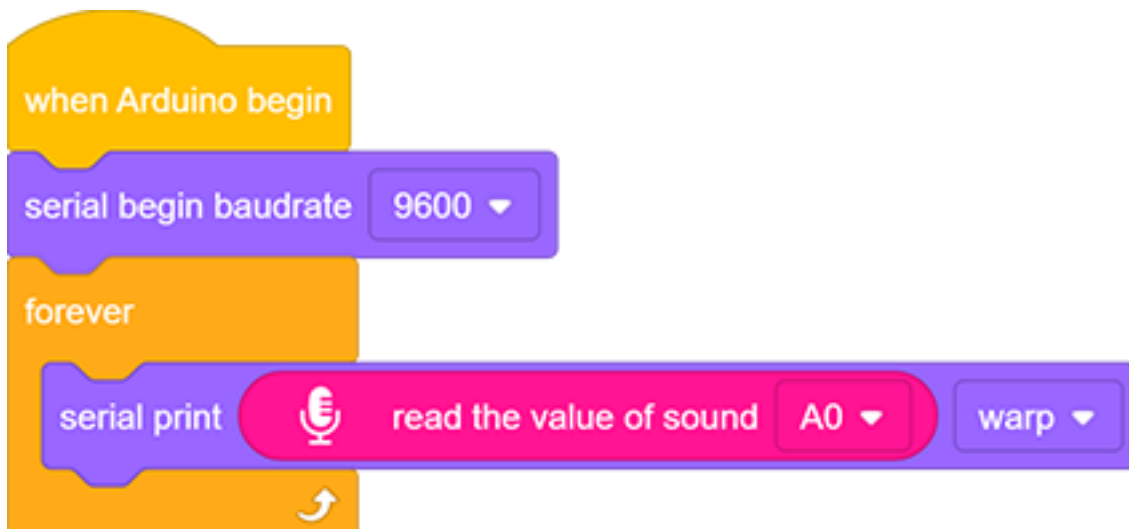 when Arduino begin
serial begin baudrate 9600
forever
serial print read the value of sound A0 warp